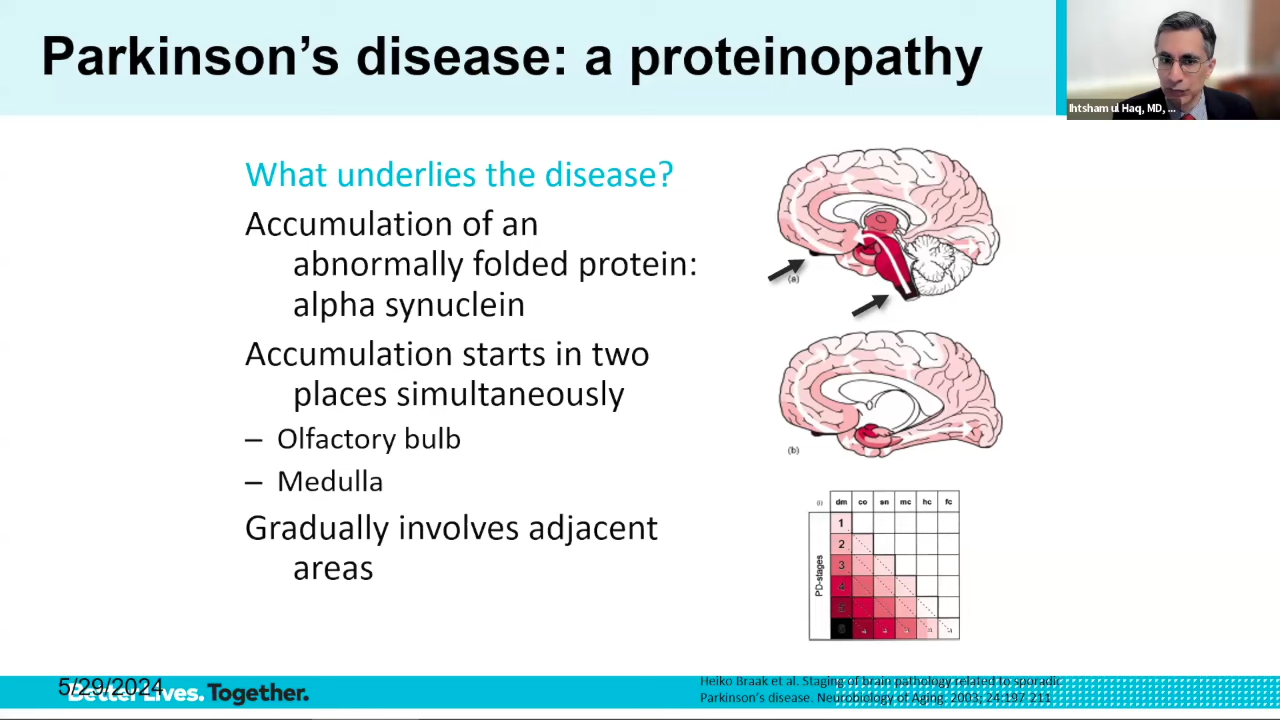 Parkinson's disease: a proteinopathy
Ihtsham ul Haq, MD, ...
What underlies the disease?
Accumulation of an
abnormally folded protein:
alpha synuclein
Accumulation starts in two
places simultaneously
– Olfactory bulb
– Medulla
Gradually involves adjacent
areas
(a)
(b)
(i) dm co sn mc hc fc
PD-stages
1
2
3
4
5
5/29/2024
Better Lives. Together.
Heiko Braak et al. Staging of brain pathology related to sporadic
Parkinson's disease. Neurobiology of Aging. 2003; 24:197 211